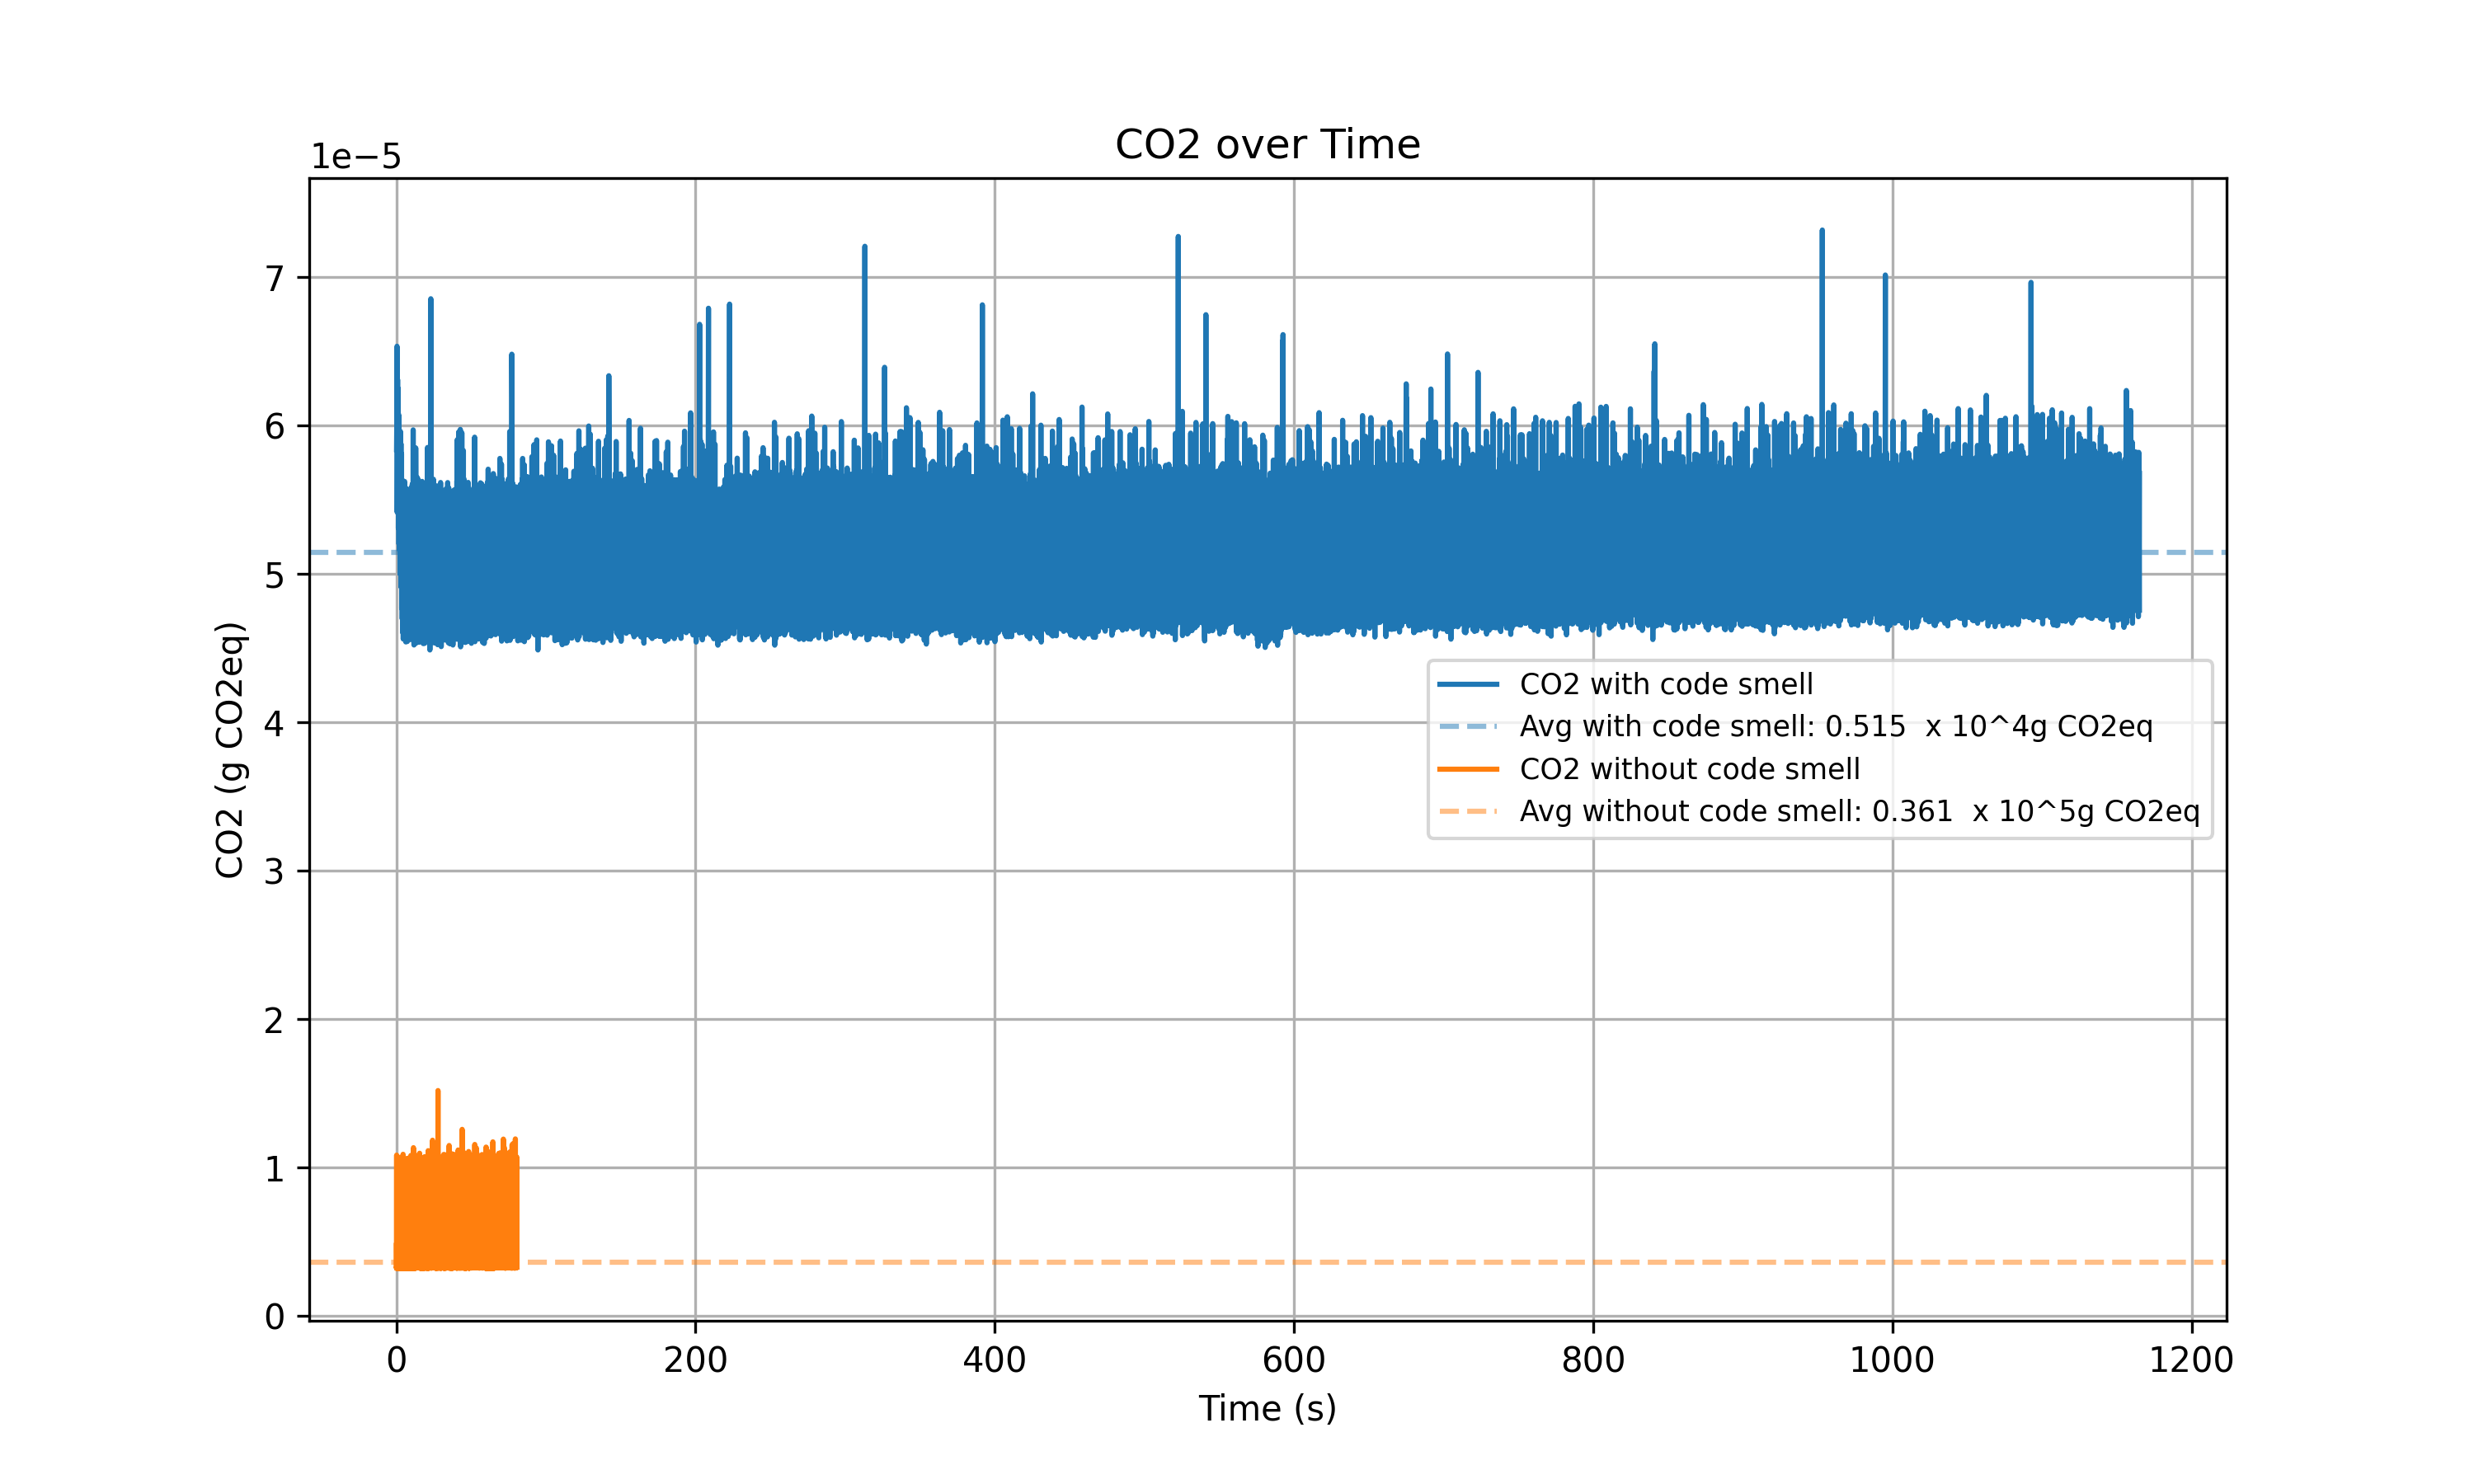 CO2 over Time
1e−5
7
6
5
4
3
2
1
0
CO2 (g CO2eq)
CO2 with code smell
Avg with code smell: 0.515  x 10^4g CO2eq
CO2 without code smell
Avg without code smell: 0.361  x 10^5g CO2eq
0 200 400 600 800 1000 1200
Time (s)